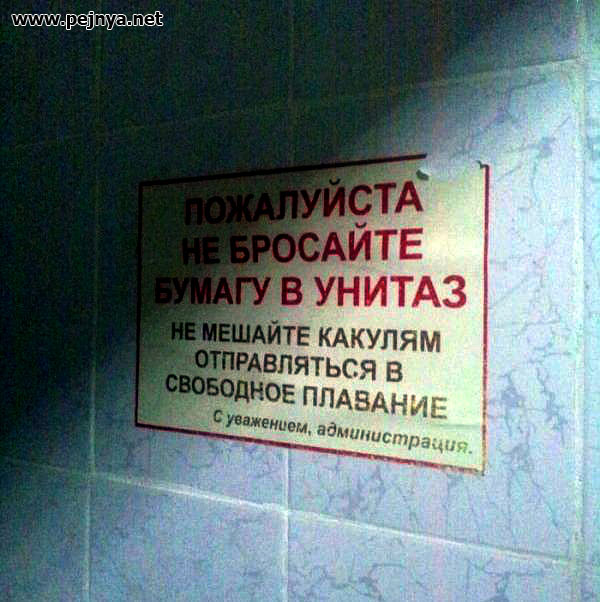 www.pejnya.net
ПОЖАЛУЙСТА
НЕ БРОСАЙТЕ
БУМАГУ В УНИТАЗ
НЕ МЕШАЙТЕ КАКУЛЯМ
ОТПРАВЛЯТЬСЯ В
СВОБОДНОЕ ПЛАВАНИЕ
С уважением, администрация.